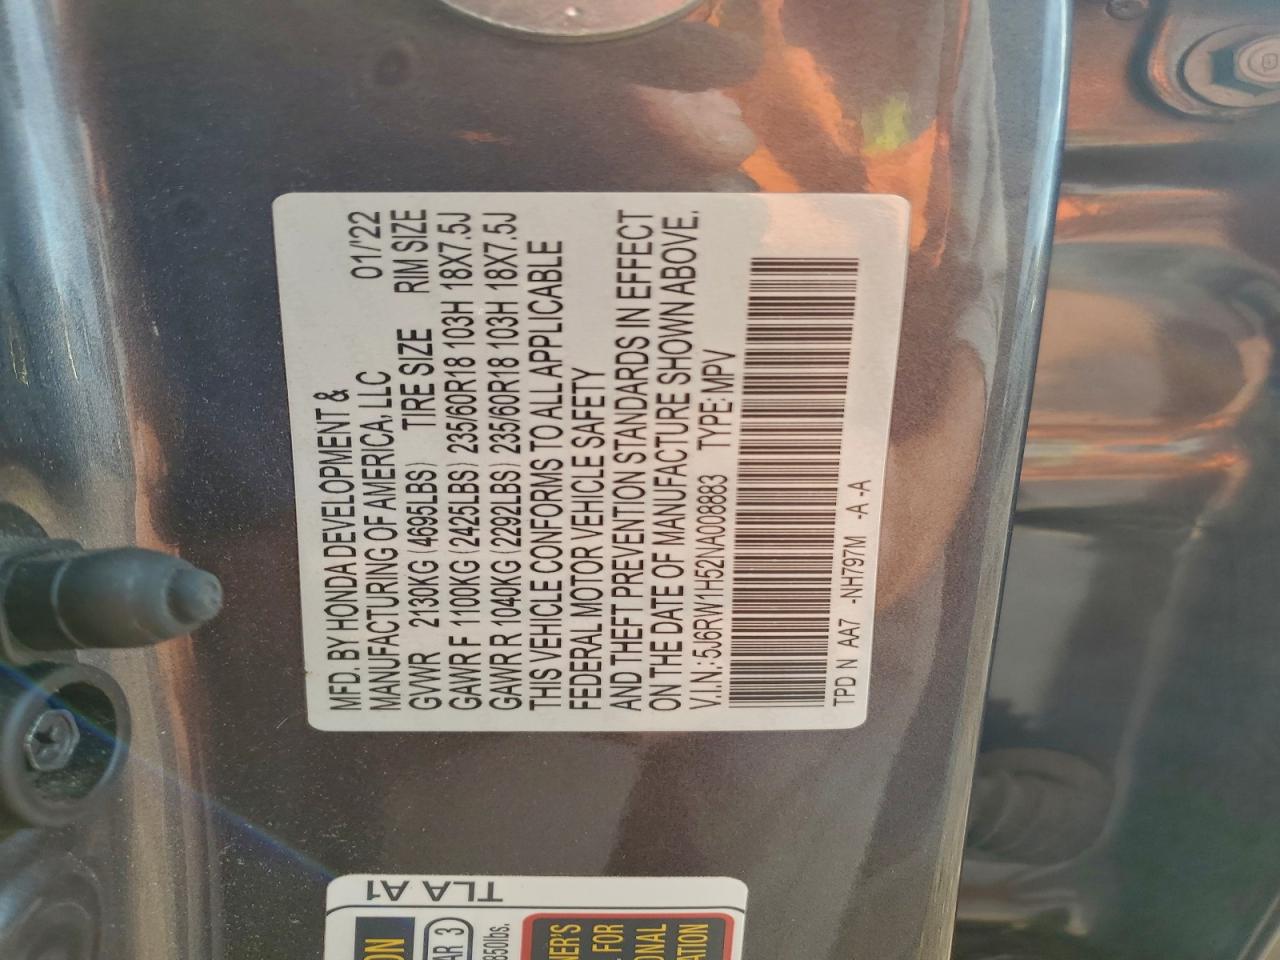 MFD. BY HONDA DEVELOPMENT &
MANUFACTURING OF AMERICA, LLC 01/'22
GVWR 2130KG (4695LBS) TIRE SIZE RIM SIZE
GAWR F 1100KG (2425LBS) 235/60R18 103H 18X7.5J
GAWR R 1040KG (2292LBS) 235/60R18 103H 18X7.5J
THIS VEHICLE CONFORMS TO ALL APPLICABLE
FEDERAL MOTOR VEHICLE SAFETY
AND THEFT PREVENTION STANDARDS IN EFFECT
ON THE DATE OF MANUFACTURE SHOWN ABOVE.
V.I.N.: 5J6RW1H52NA008883 TYPE: MPV
TPD N AA7 -NH797M -A -A
TLA A1
850lbs.